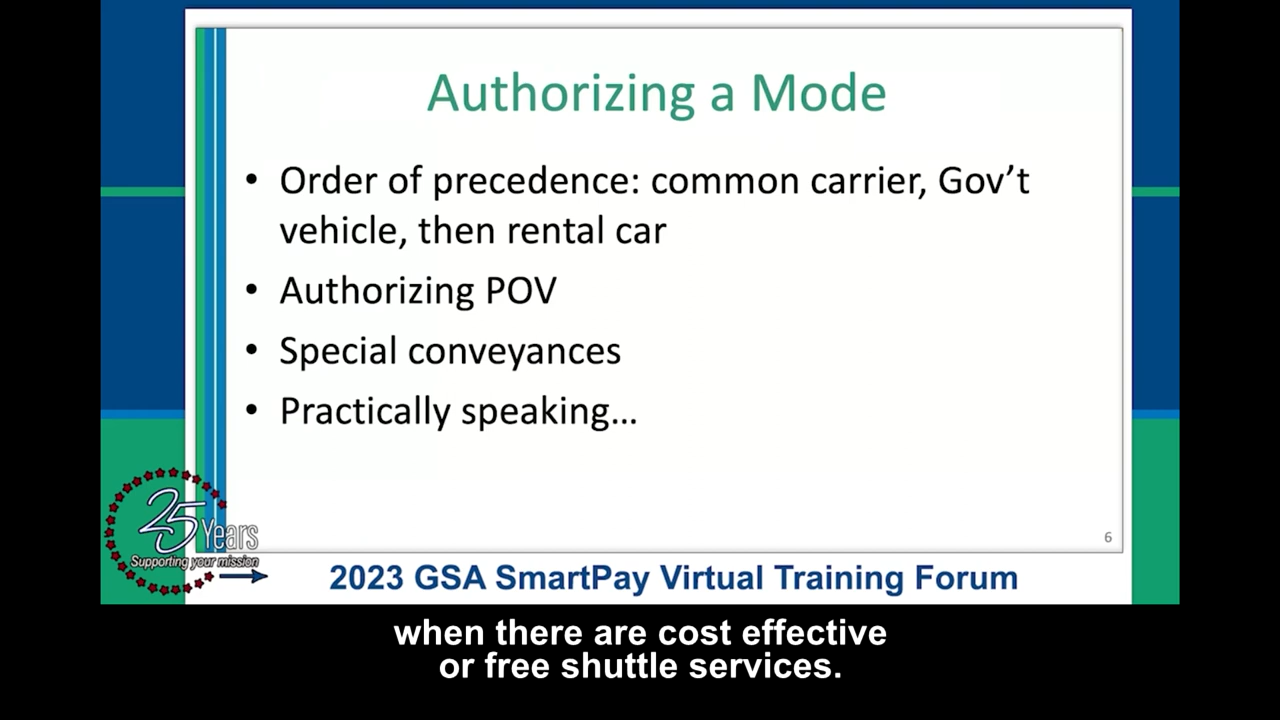 Authorizing a Mode
• Order of precedence: common carrier, Gov’t
vehicle, then rental car
• Authorizing POV
• Special conveyances
• Practically speaking…
6
25 Years
Supporting your mission
2023 GSA SmartPay Virtual Training Forum
when there are cost effective
or free shuttle services.